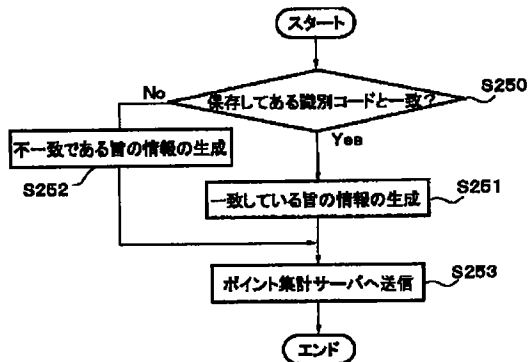 スタート
保存してある識別コードと一致?
S250
No
Yes
不一致である旨の情報の生成
S252
一致している旨の情報の生成
S251
ポイント集計サーバへ送信
S253
エンド